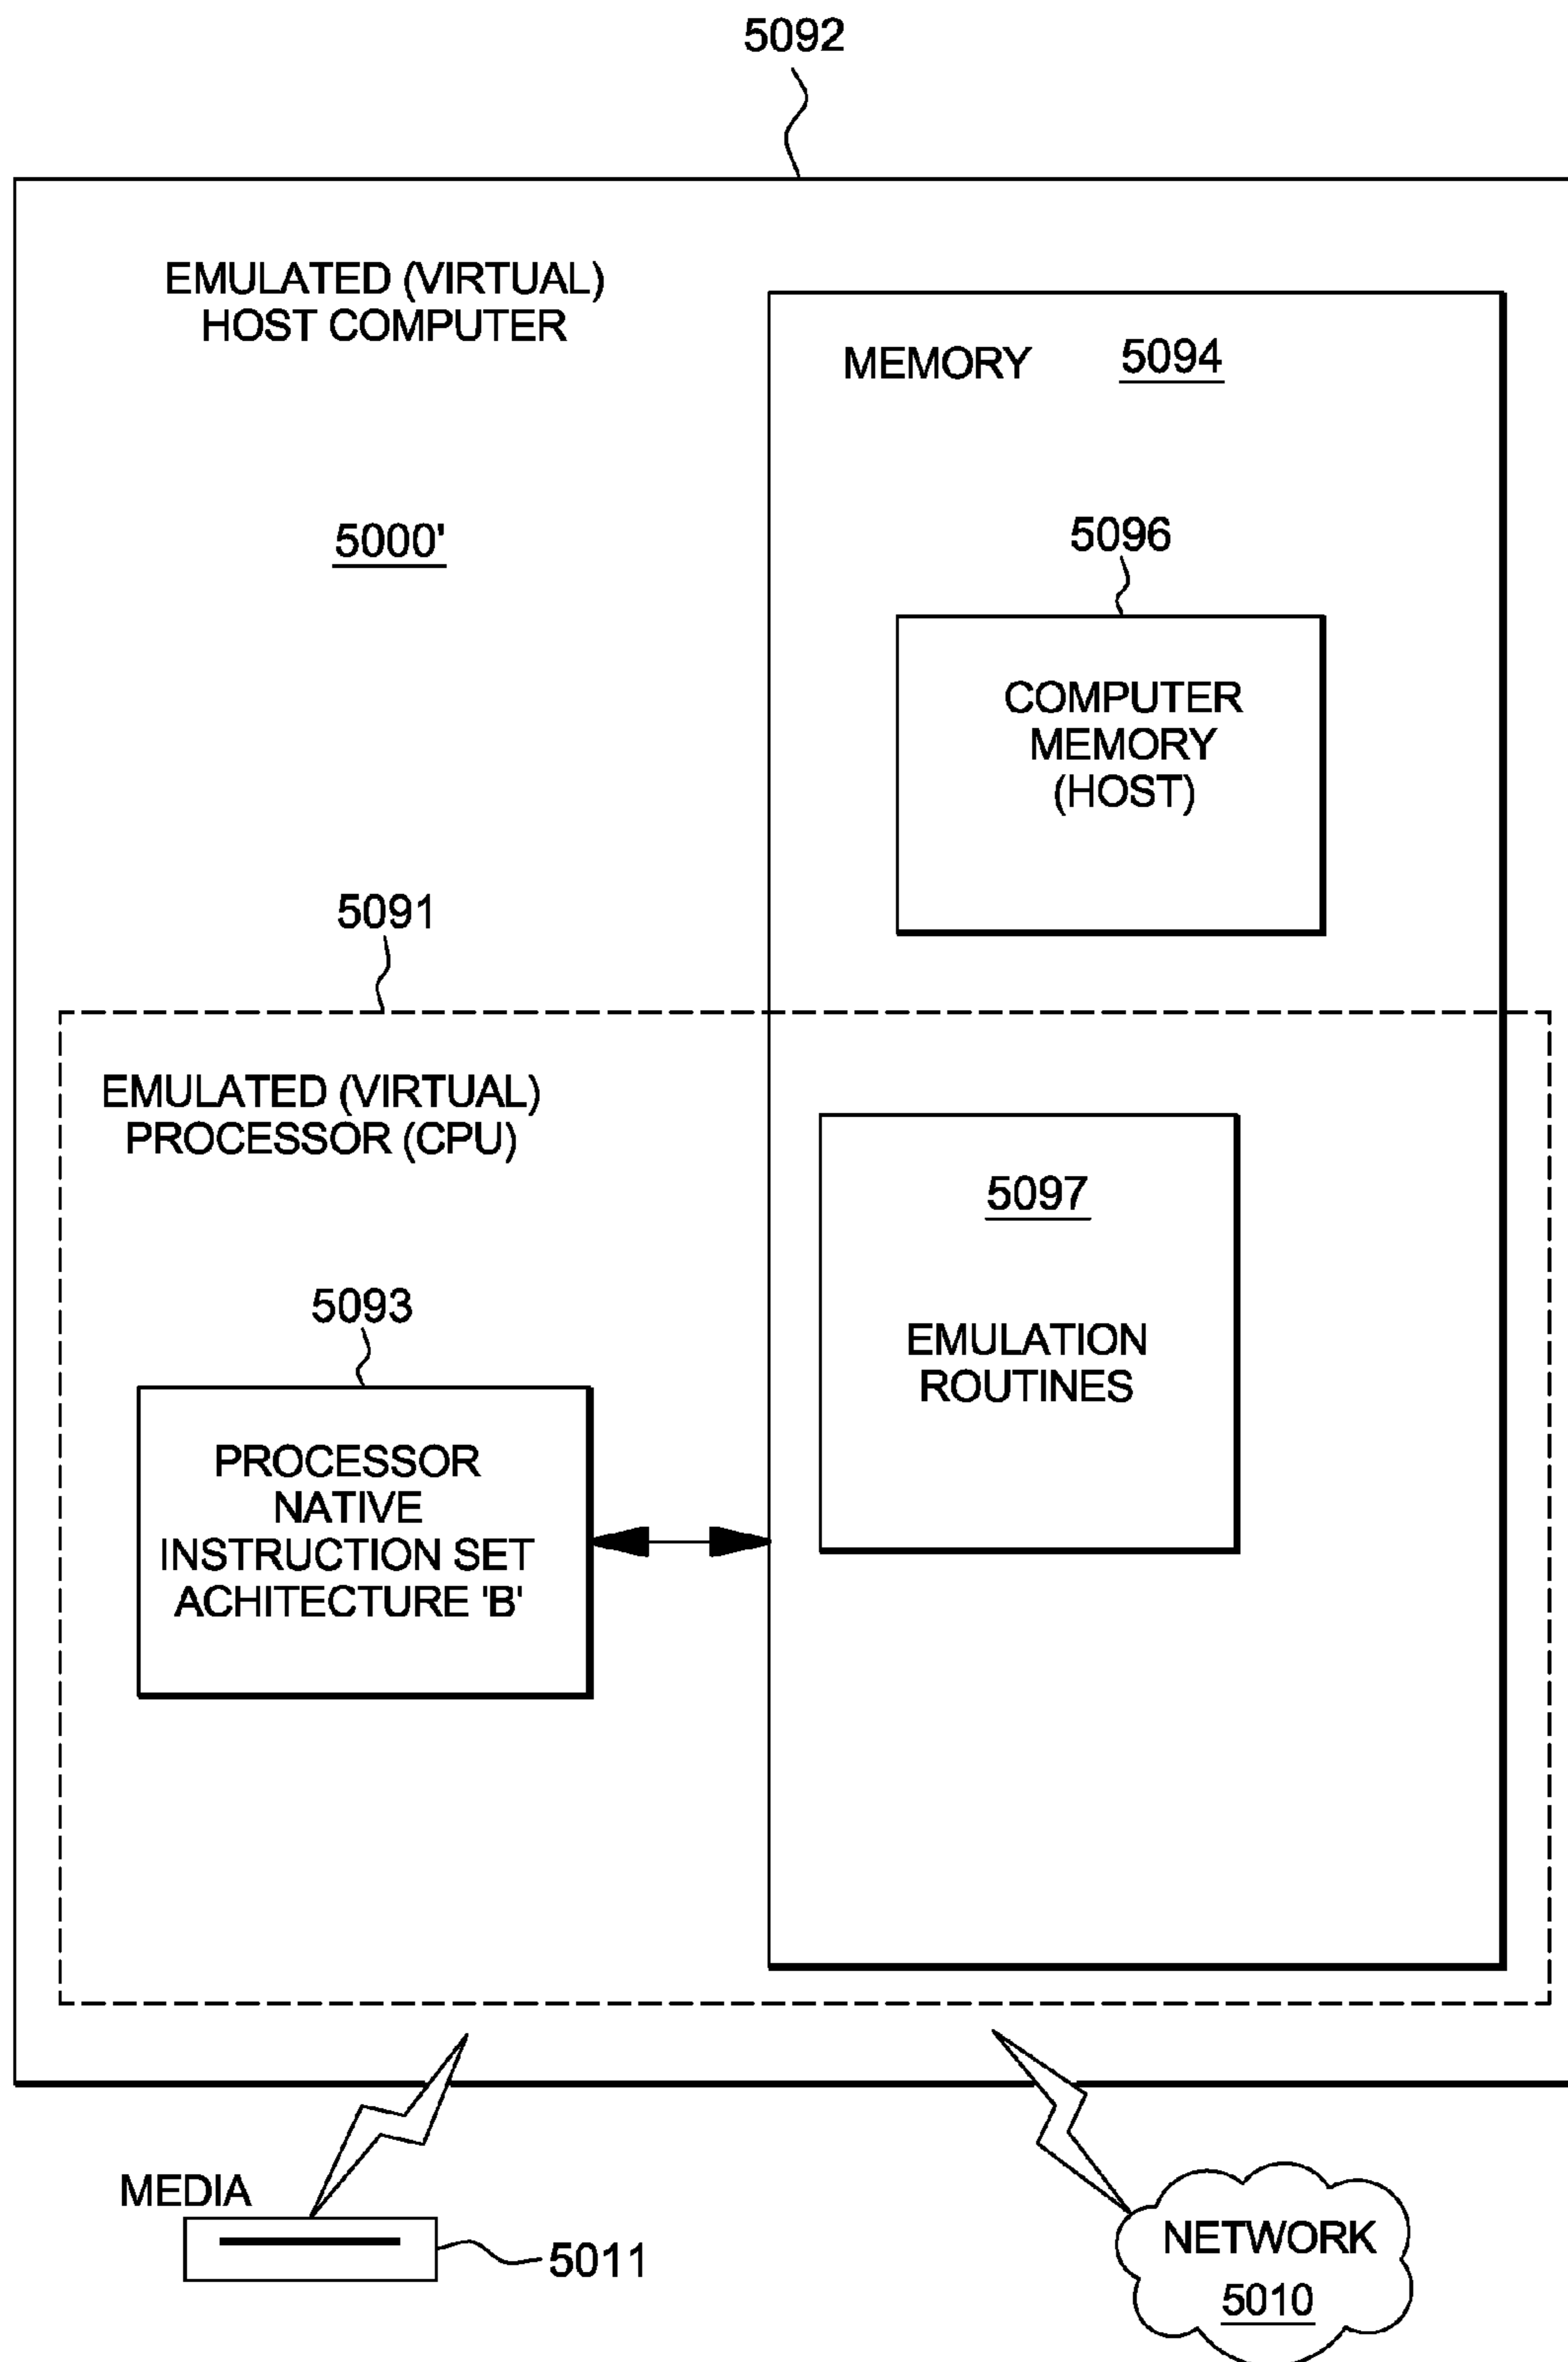 5092
EMULATED (VIRTUAL)
HOST COMPUTER
5000'
MEMORY 5094
5096
COMPUTER
MEMORY
(HOST)
5091
EMULATED (VIRTUAL)
PROCESSOR (CPU)
5097
EMULATION
ROUTINES
5093
PROCESSOR
NATIVE
INSTRUCTION SET
ACHITECTURE 'B'
MEDIA
5011
NETWORK
5010